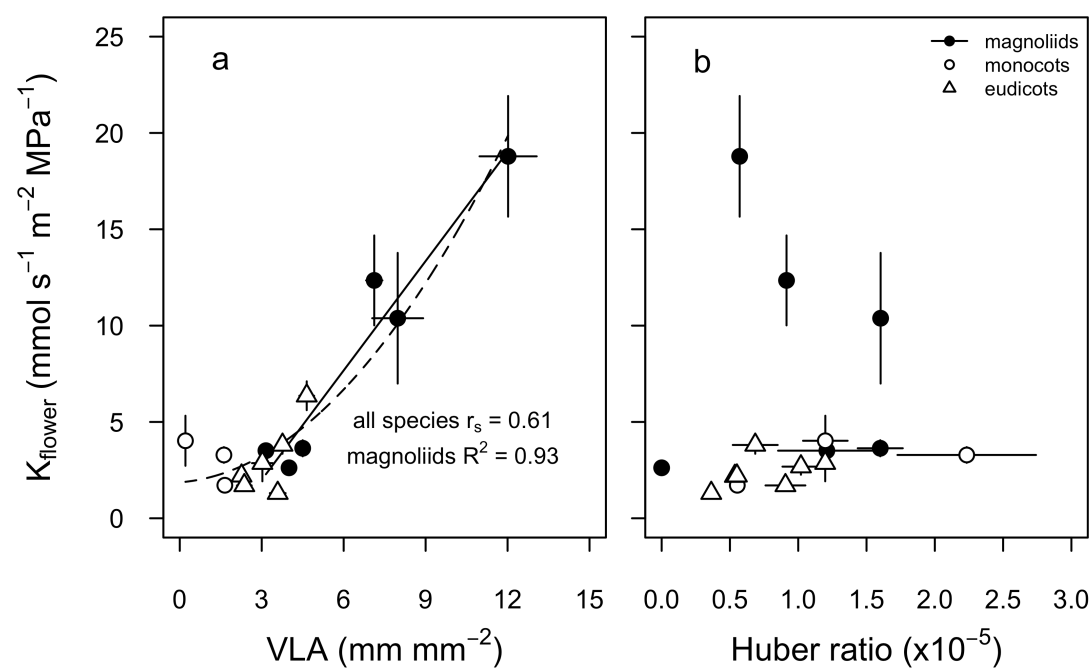 K_flower (mmol s⁻¹ m⁻² MPa⁻¹)
25
20
15
10
5
0
a
all species r_s = 0.61
magnoliids R² = 0.93
0 3 6 9 12 15
VLA (mm mm⁻²)
b
magnoliids
monocots
eudicots
0.0 0.5 1.0 1.5 2.0 2.5 3.0
Huber ratio (x10⁻⁵)